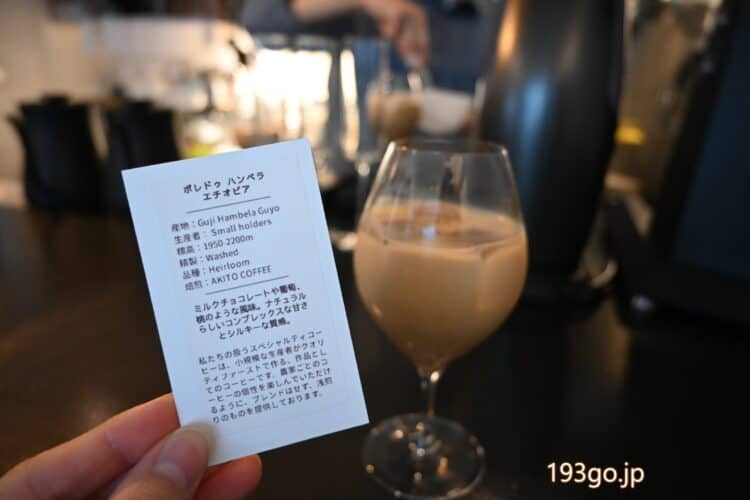 ボレドゥ ハンベラ
エチオピア
産地：Guji Hambela Guyo
生産者：Small holders
標高：1950-2200m
精製：Washed
品種：Heirloom
焙煎：AKITO COFFEE
ミルクチョコレートや葡萄、
桃のような風味。ナチュラル
らしいコンプレックスな甘さ
とシルキーな質感。
私たちの扱うスペシャルティコー
ヒーは、小規模な生産者がクオリ
ティファーストで作る、作品とし
てのコーヒーです。農家ごとのコ
ーヒーの個性を楽しんでいただけ
るように、ブレンドはせず、浅煎
りのものを提供しております。
193go.jp